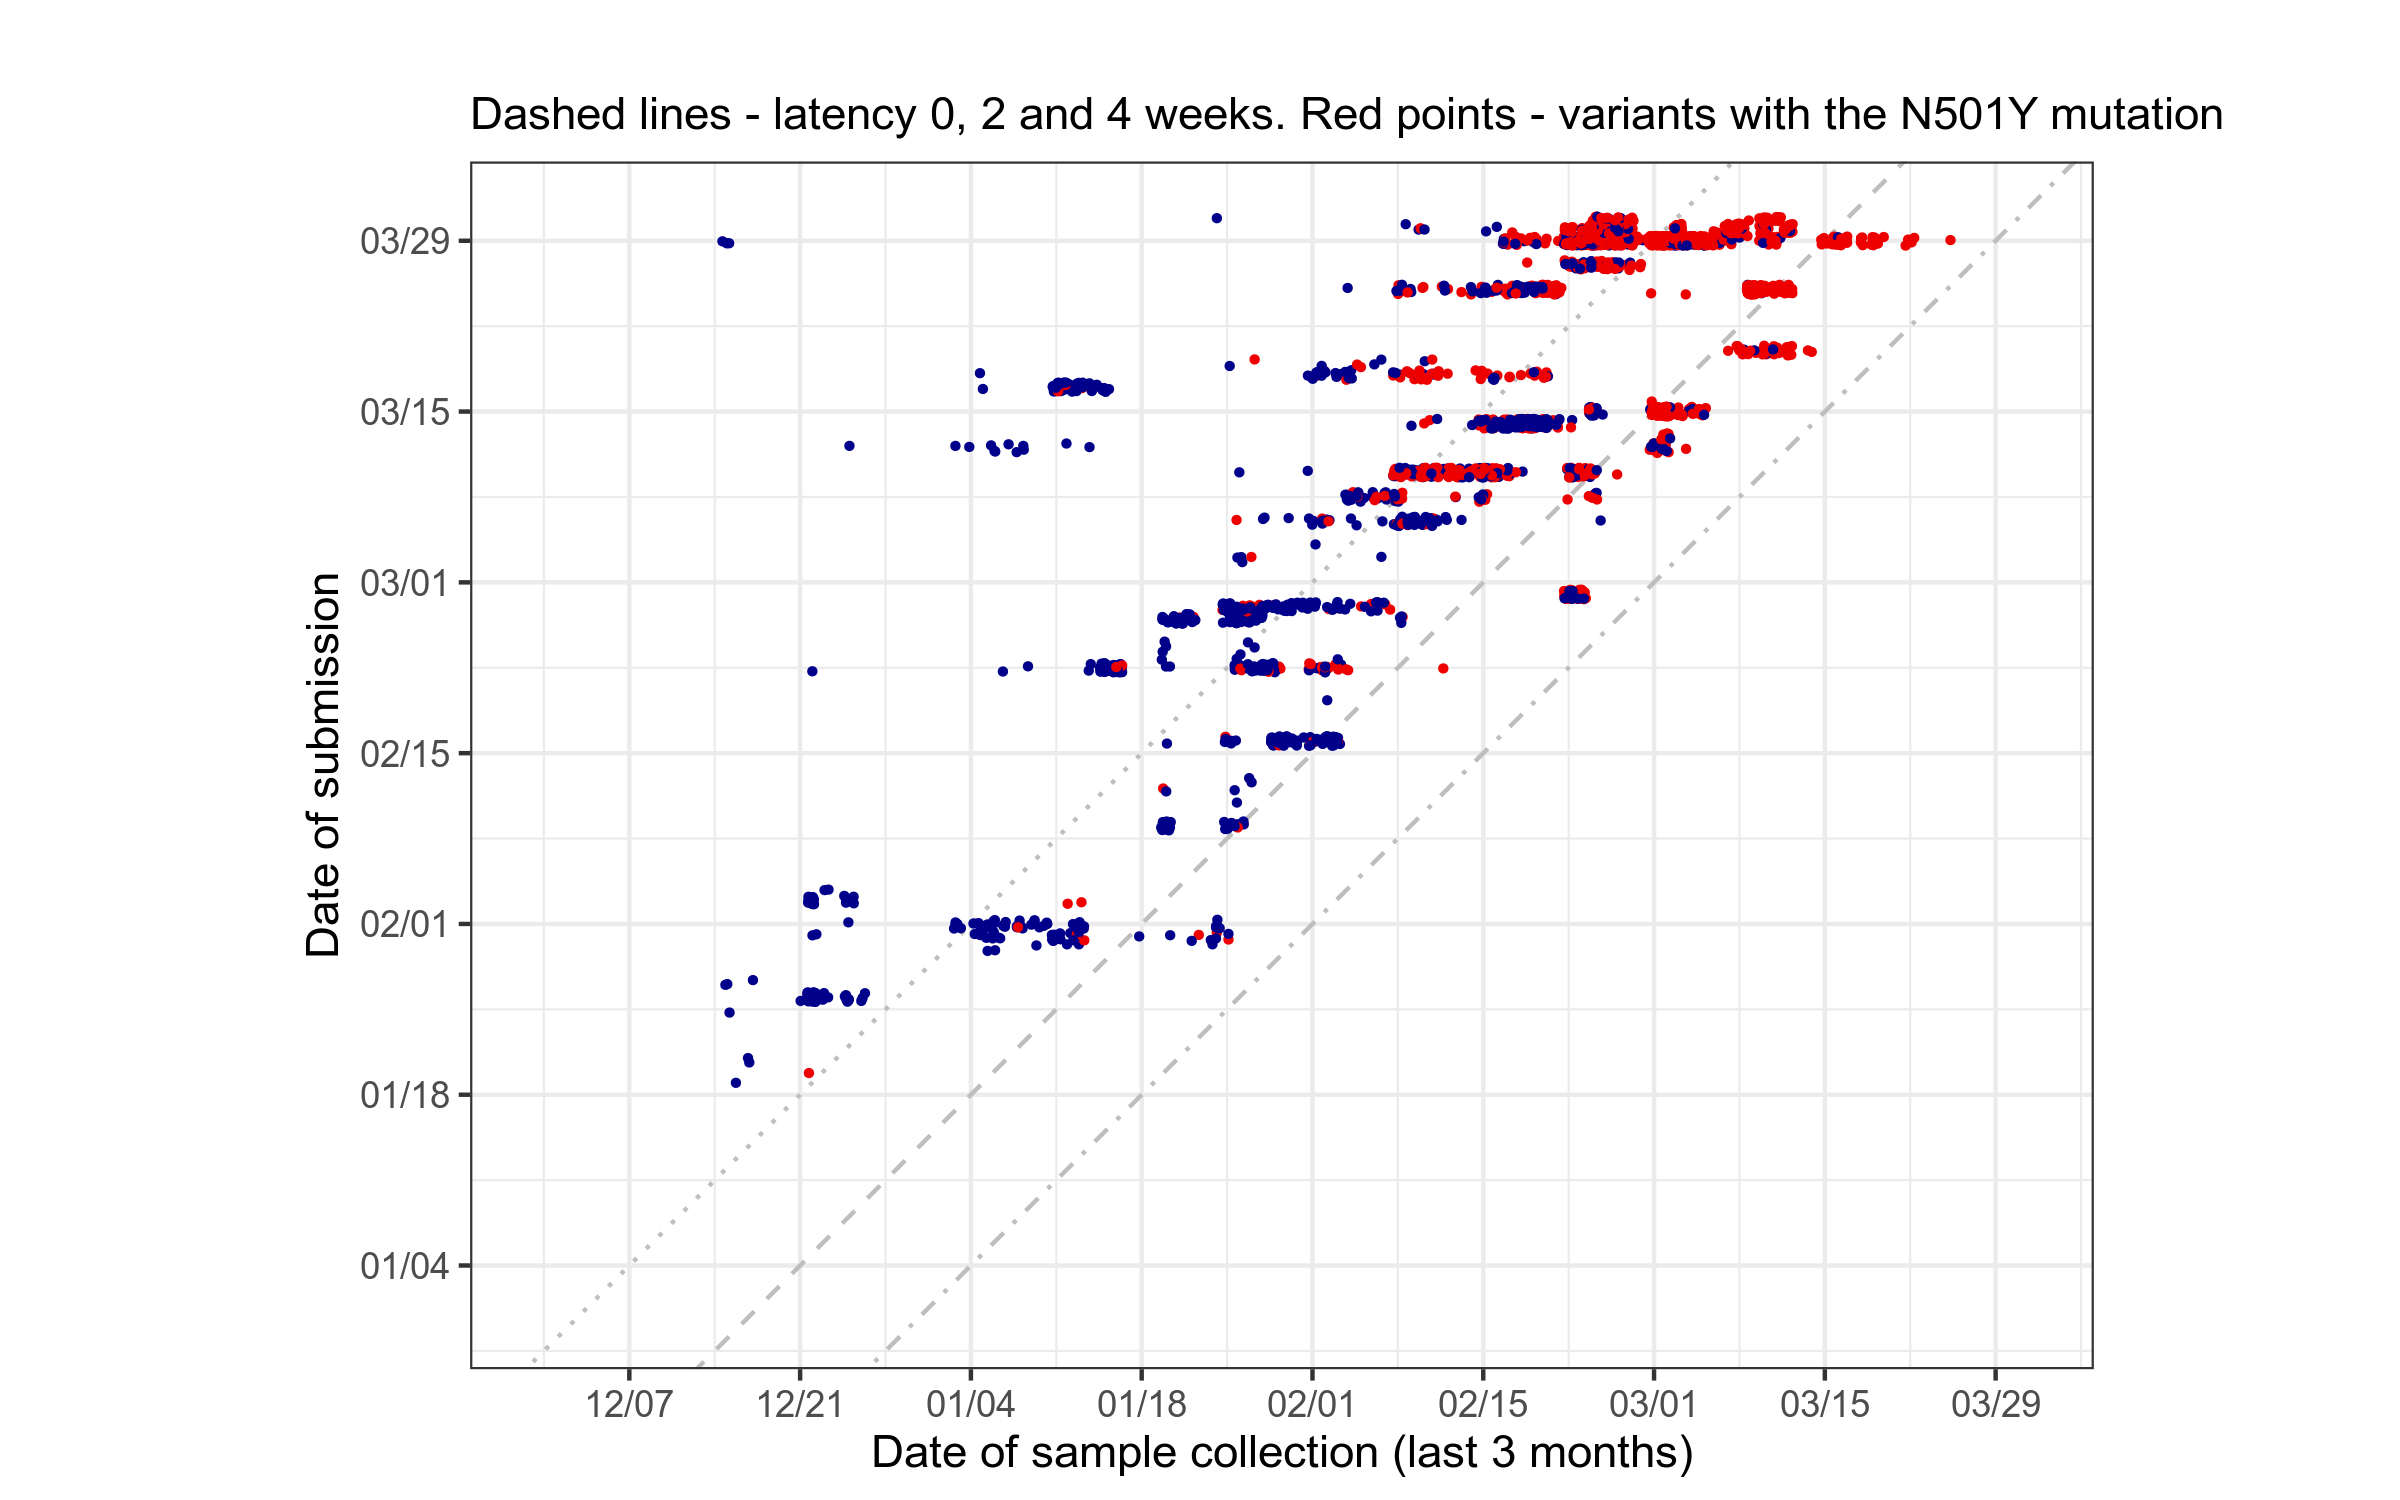 Dashed lines - latency 0, 2 and 4 weeks. Red points - variants with the N501Y mutation
Date of submission
03/29
03/15
03/01
02/15
02/01
01/18
01/04
12/07 12/21 01/04 01/18 02/01 02/15 03/01 03/15 03/29
Date of sample collection (last 3 months)